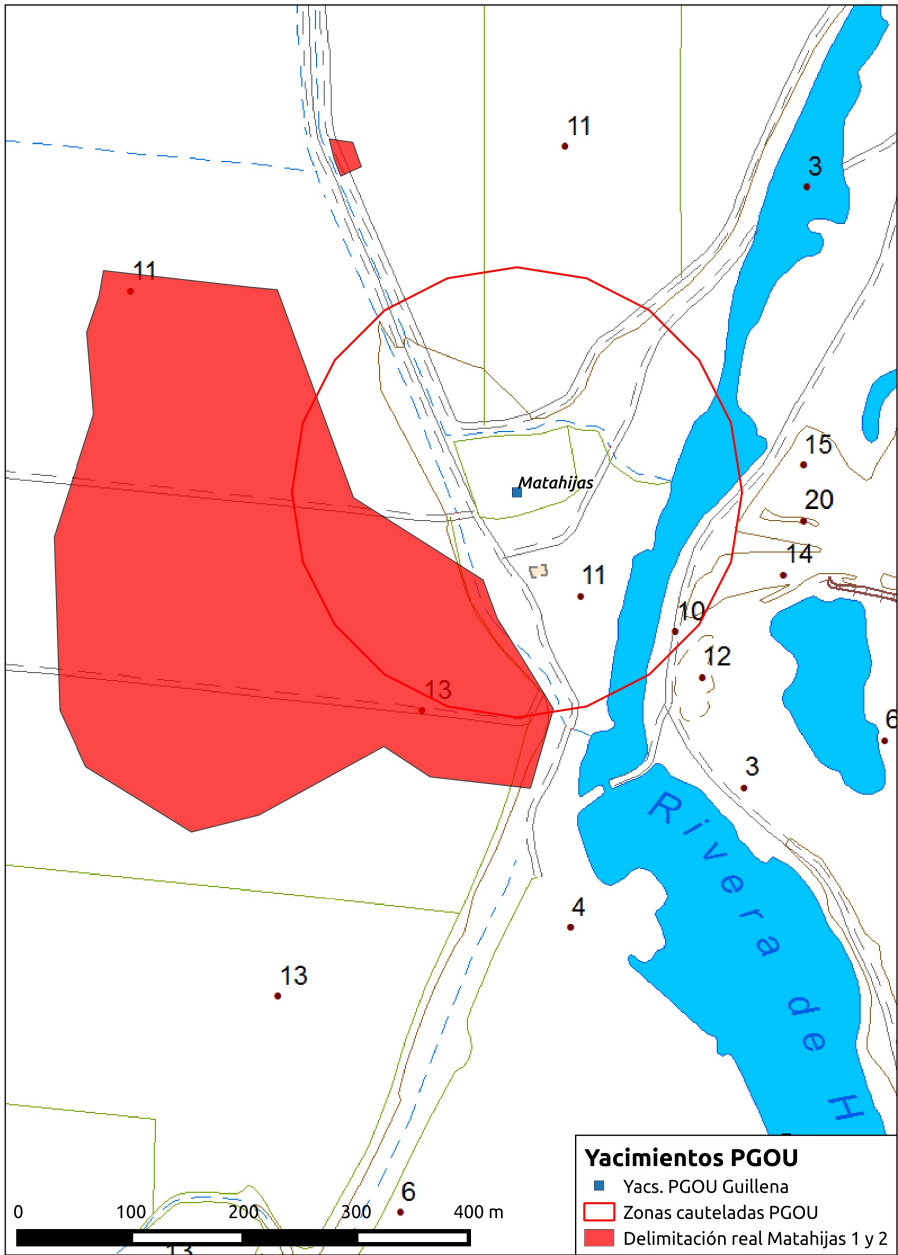 11
3
11
Matahijas
15
20
14
11
10
12
13
6
3
Rivera de H
4
13
6
13
0 100 200 300 400 m
Yacimientos PGOU
Yacs. PGOU Guillena
Zonas cauteladas PGOU
Delimitación real Matahijas 1 y 2